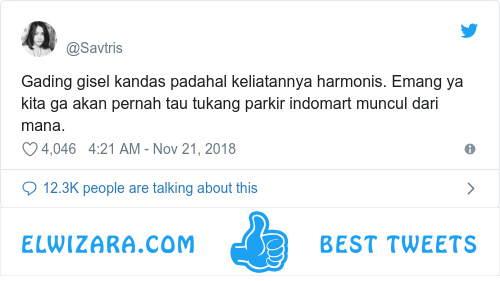 @Savtris
Gading gisel kandas padahal keliatannya harmonis. Emang ya
kita ga akan pernah tau tukang parkir indomart muncul dari
mana.
4,046 4:21 AM - Nov 21, 2018
12.3K people are talking about this
ELWIZARA.COM BEST TWEETS